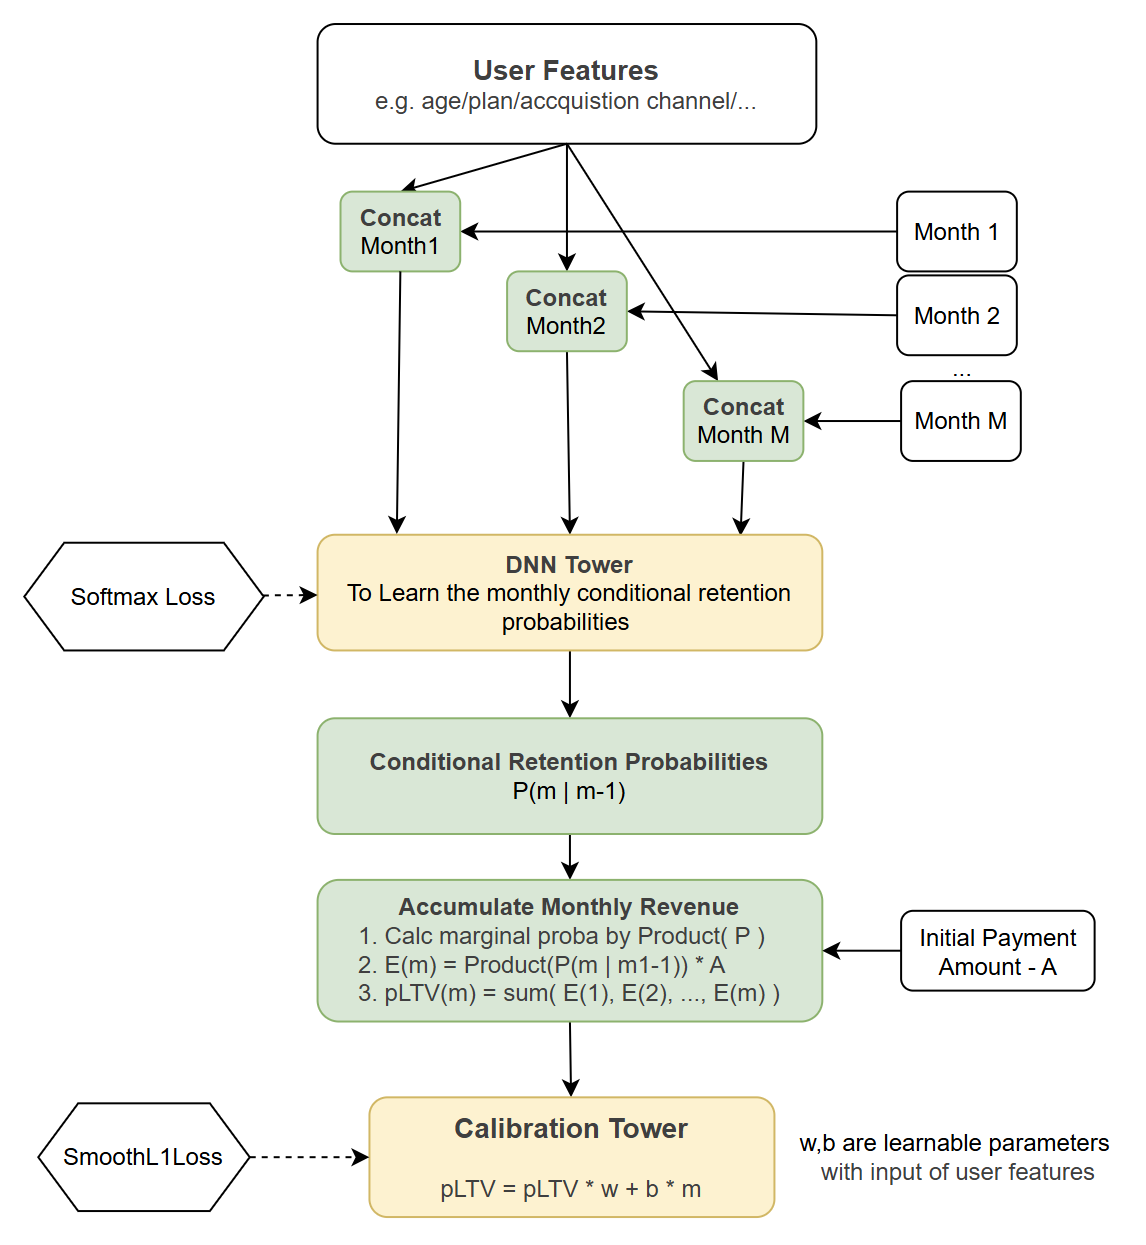 User Features
e.g. age/plan/accquistion channel/...
Concat
Month1
Month 1
Concat
Month2
Month 2
...
Concat
Month M
Month M
Softmax Loss
DNN Tower
To Learn the monthly conditional retention
probabilities
Conditional Retention Probabilities
P(m | m-1)
Accumulate Monthly Revenue
1. Calc marginal proba by Product( P )
2. E(m) = Product(P(m | m1-1)) * A
3. pLTV(m) = sum( E(1), E(2), ..., E(m) )
Initial Payment
Amount - A
SmoothL1Loss
Calibration Tower
pLTV = pLTV * w + b * m
w,b are learnable parameters
with input of user features